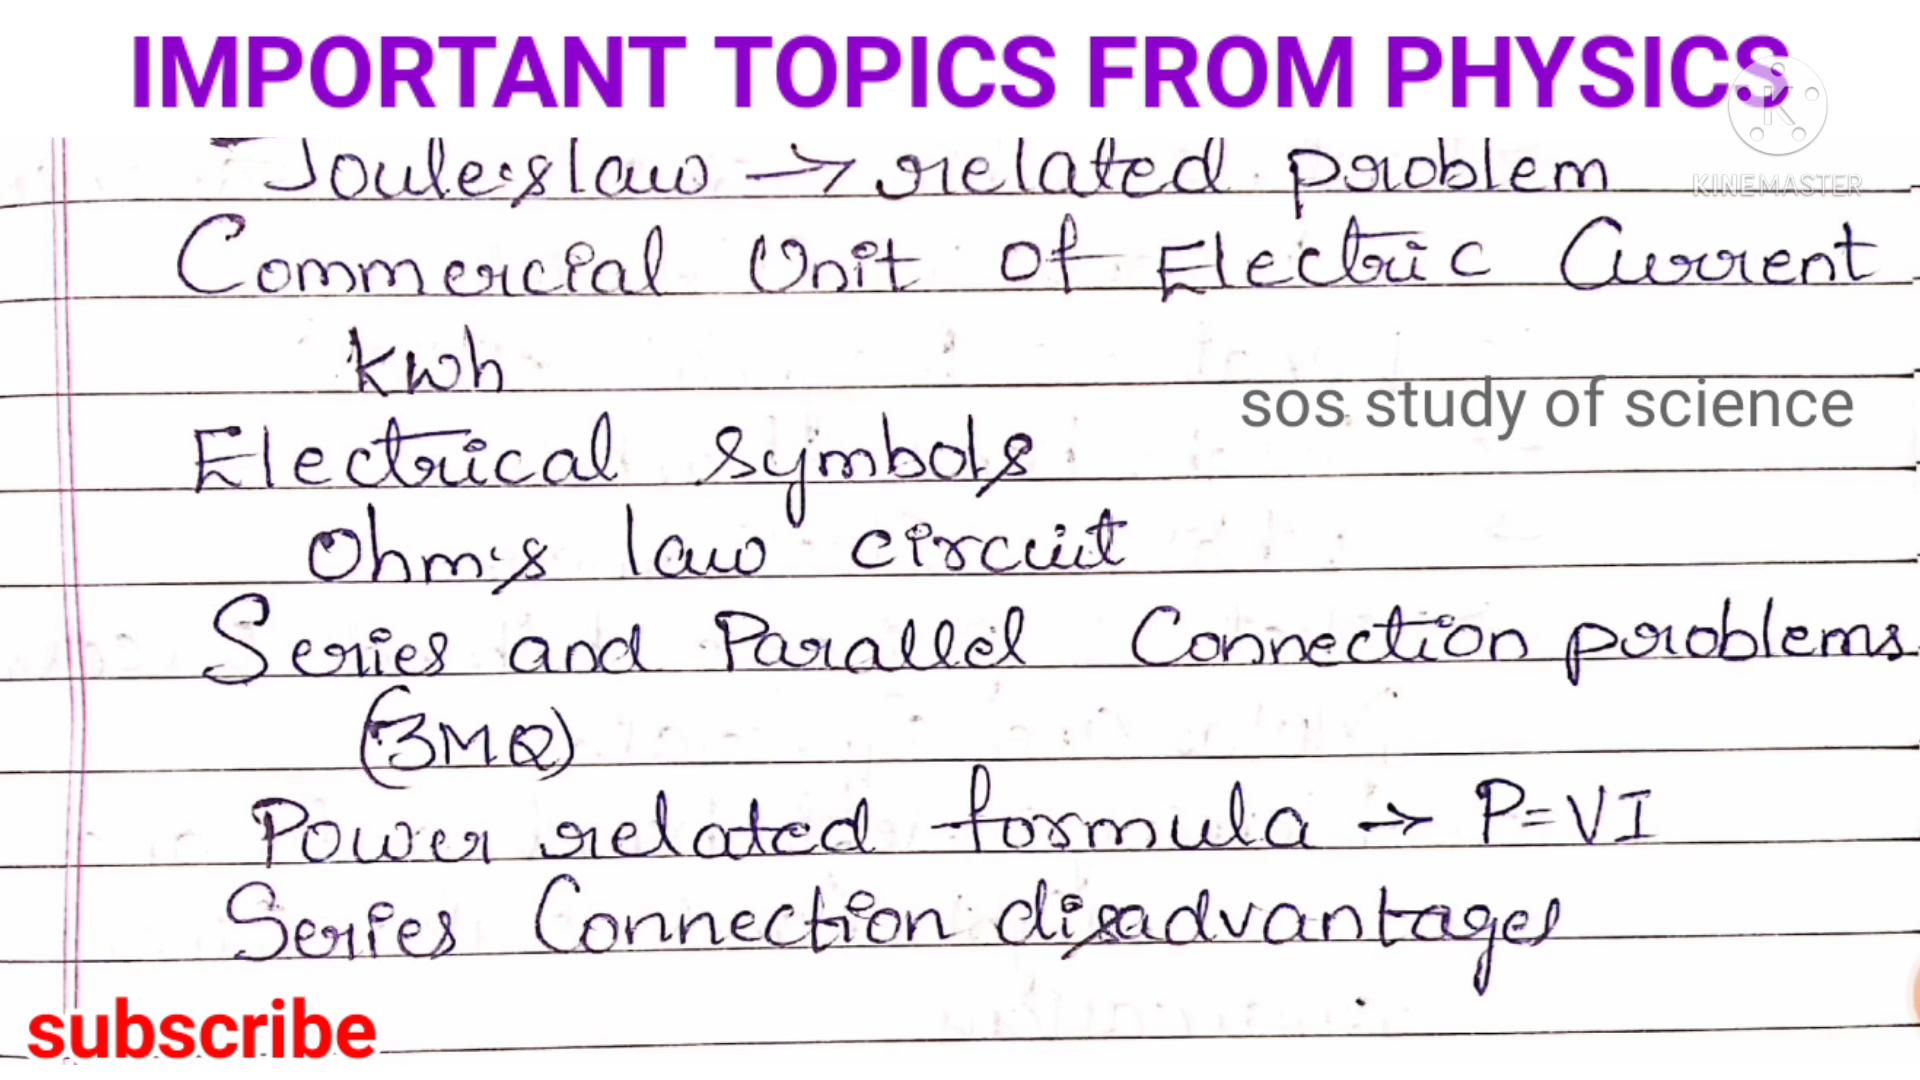 IMPORTANT TOPICS FROM PHYSICS
Joule's law → related problem
KINEMASTER
Commercial Unit of Electric Current
kwh
sos study of science
Electrical symbols
Ohm's law circuit
Series and Parallel Connection problems
(3MQ)
Power related formula → P=VI
Series Connection disadvantages
subscribe